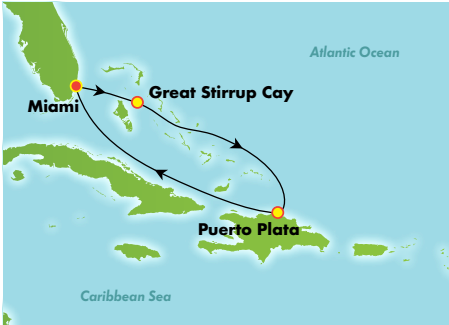 Atlantic Ocean
Great Stirrup Cay
Miami
Puerto Plata
Caribbean Sea